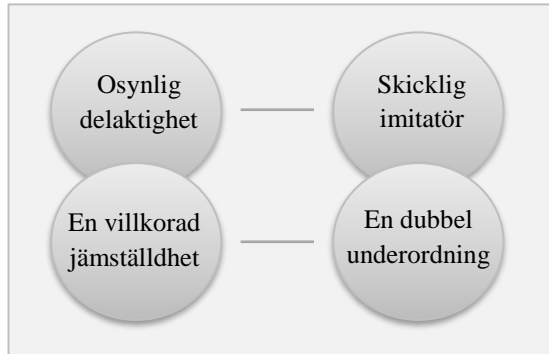 Osynlig
delaktighet
Skicklig
imitatör
En villkorad
jämställdhet
En dubbel
underordning